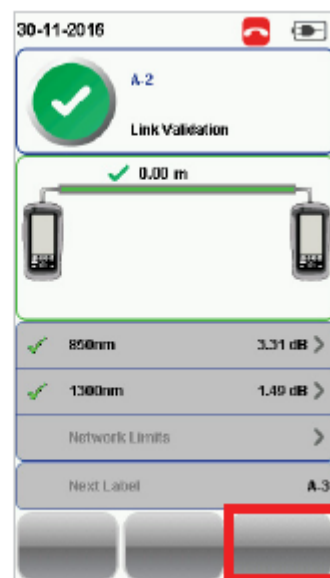 30-11-2016
A-2
Link Validation
0.00 m
850nm 3.31 dB
1300nm 1.49 dB
Network Limits
Next Label A-3